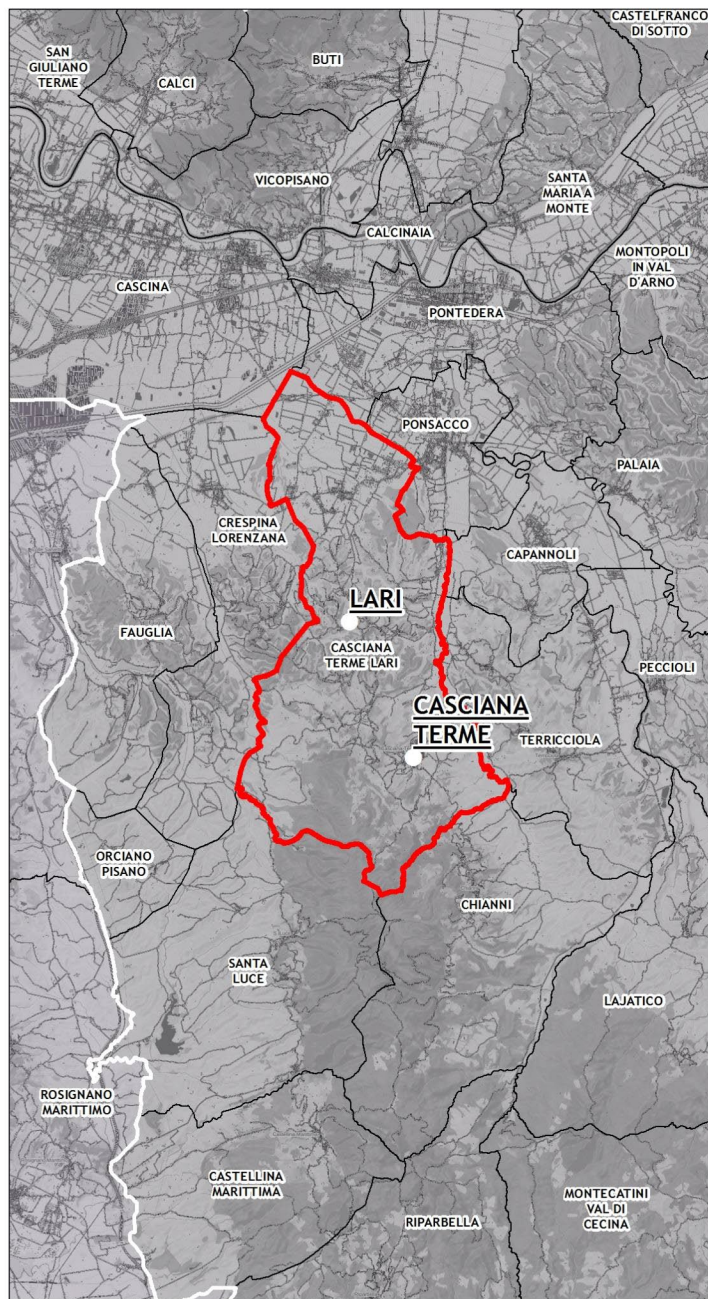 CASTELFRANCO
DI SOTTO
SAN
GIULIANO
TERME
BUTI
CALCI
VICOPISANO
SANTA
MARIA A
MONTE
CALCINAIA
MONTOPOLI
IN VAL
D'ARNO
CASCINA
PONTEDERA
PONSACCO
PALAIA
CRESPINA
LORENZANA
CAPANNOLI
LARI
FAUGLIA
CASCIANA
TERME LARI
PECCIOLI
CASCIANA
TERME
TERRICCIOLA
ORCIANO
PISANO
CHIANNI
SANTA
LUCE
LAJATICO
ROSIGNANO
MARITTIMO
CASTELLINA
MARITTIMA
MONTECATINI
VAL DI
CECINA
RIPARBELLA